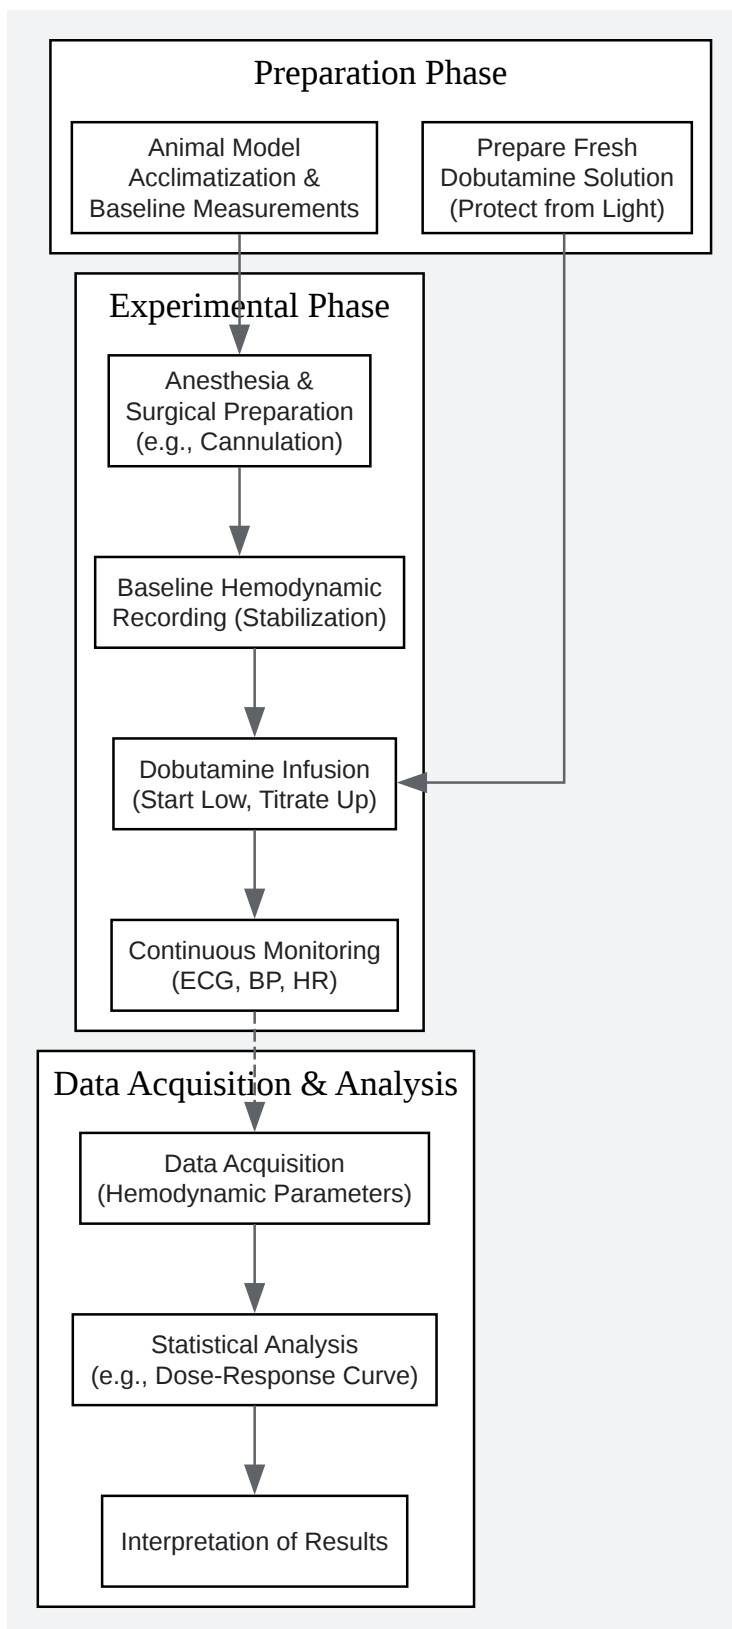 Preparation Phase
Animal Model
Acclimatization &
Baseline Measurements
Prepare Fresh
Dobutamine Solution
(Protect from Light)
Experimental Phase
Anesthesia &
Surgical Preparation
(e.g., Cannulation)
Baseline Hemodynamic
Recording (Stabilization)
Dobutamine Infusion
(Start Low, Titrate Up)
Continuous Monitoring
(ECG, BP, HR)
Data Acquisition & Analysis
Data Acquisition
(Hemodynamic Parameters)
Statistical Analysis
(e.g., Dose-Response Curve)
Interpretation of Results